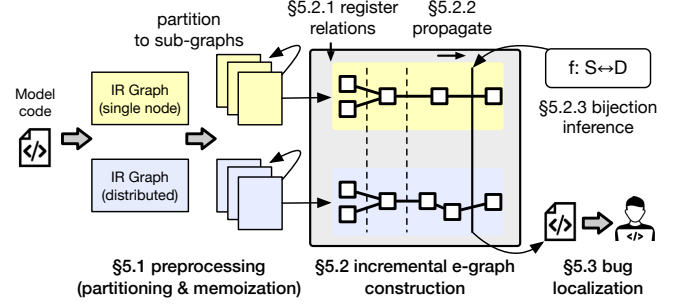 partition
to sub-graphs
§5.2.1 register
relations
§5.2.2
propagate
Model
code
</>
IR Graph
(single node)
IR Graph
(distributed)
f: S↔D
§5.2.3 bijection
inference
</>
</>
§5.1 preprocessing
(partitioning & memoization)
§5.2 incremental e-graph
construction
§5.3 bug
localization